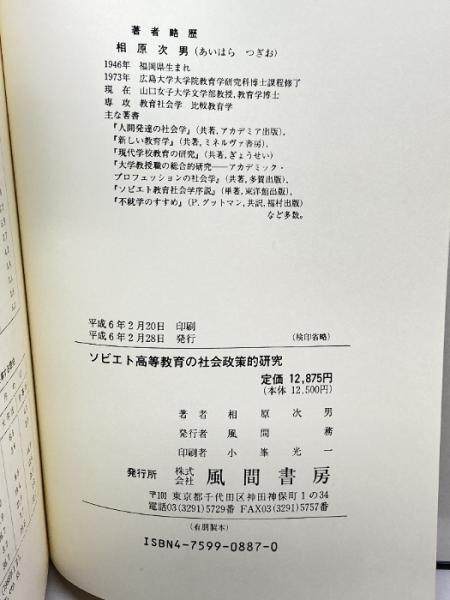 著者略歴
相原次男(あいはら つぎお)
1946年 福岡県生まれ
1973年 広島大学大学院教育学研究科博士課程修了
現在 山口女子大学文学部教授,教育学博士
専攻 教育社会学 比較教育学
主な著書
『人間発達の社会学』(共著,アカデミア出版),
『新しい教育学』(共著,ミネルヴァ書房),
『現代学校教育の研究』(共著,ぎょうせい)
『大学教授職の総合的研究――アカデミック・
プロフェッションの社会学』(共著,多賀出版),
『ソビエト教育社会学序説』(単著,東洋館出版),
『不就学のすすめ』(P.グットマン,共訳,福村出版)
など多数。
平成6年2月20日 印刷
平成6年2月28日 発行 (検印省略)
ソビエト高等教育の社会政策的研究
定価 12,875円
(本体 12,500円)
著者 相原次男
発行者 風間務
印刷者 小峯光一
発行所 株式会社 風間書房
〒101 東京都千代田区神田神保町1の34
電話03(3291)5729番 FAX03(3291)5757番
(有朋製本)
ISBN4-7599-0887-0